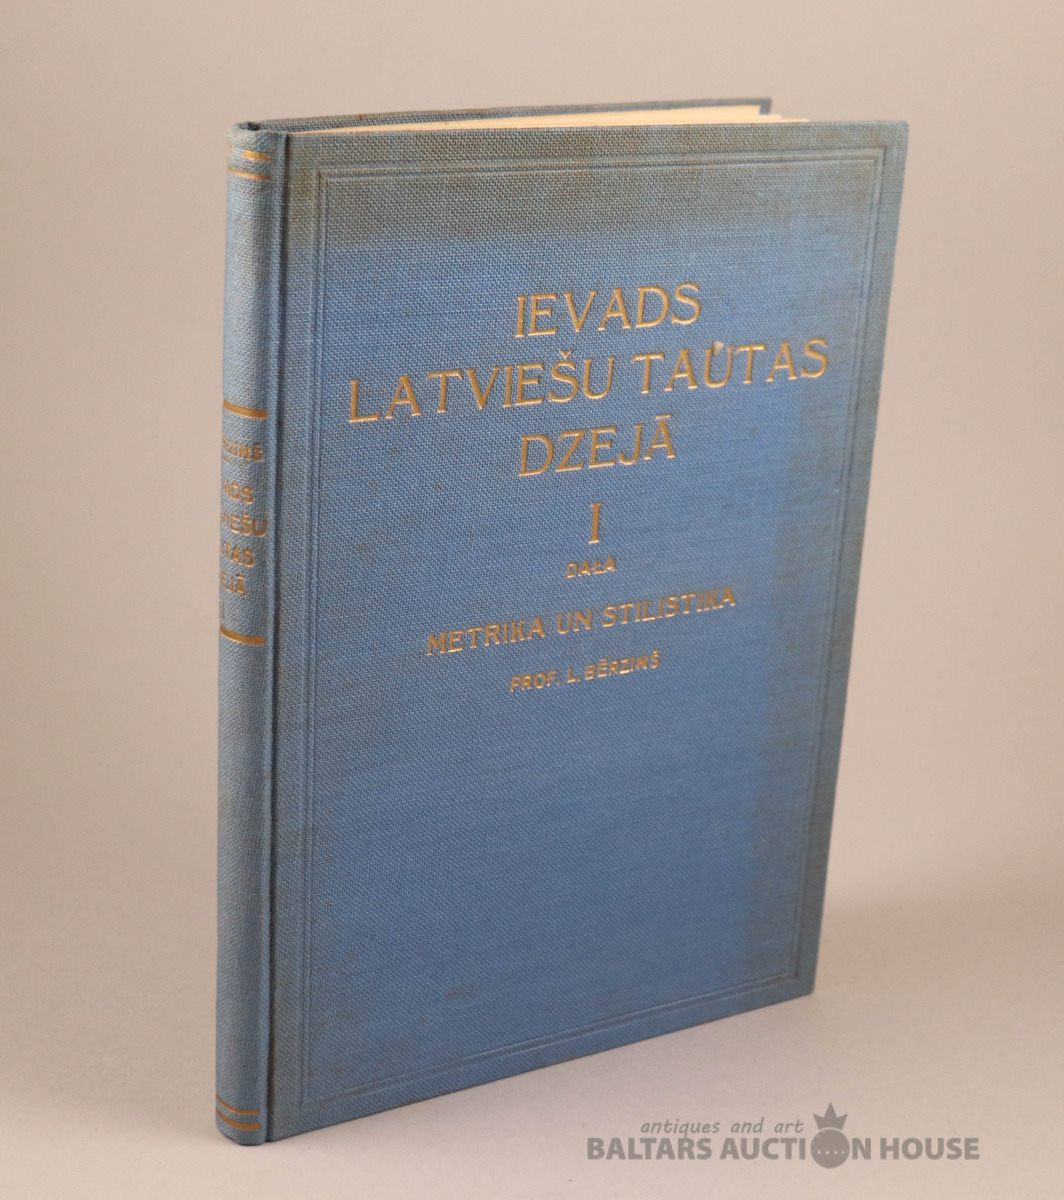 IEVADS
LATVIEŠU TAUTAS
DZEJĀ
I
DAĻA
METRIKA UN STILISTIKA
PROF. L. BĒRZIŅŠ
antiques and art
BALTARS AUCTION HOUSE